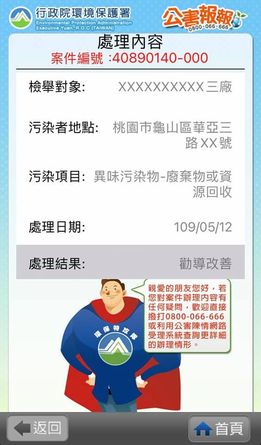 行政院環境保護署
Environmental Protection Administration
Executive Yuan, R.O.C.(TAIWAN)
公害報報
0800-066-666
處理內容
案件編號 :40890140-000
檢舉對象: XXXXXXXXXX三廠
污染者地點: 桃園市龜山區華亞三
路XX號
污染項目: 異味污染物-廢棄物或資
源回收
處理日期: 109/05/12
處理結果: 勸導改善
親愛的朋友您好，若
您對案件辦理內容有
任何疑問，歡迎直接
撥打0800-066-666
或利用公害陳情網路
受理系統查詢更詳細
的辦理情形。
環保特攻隊
返回
首頁